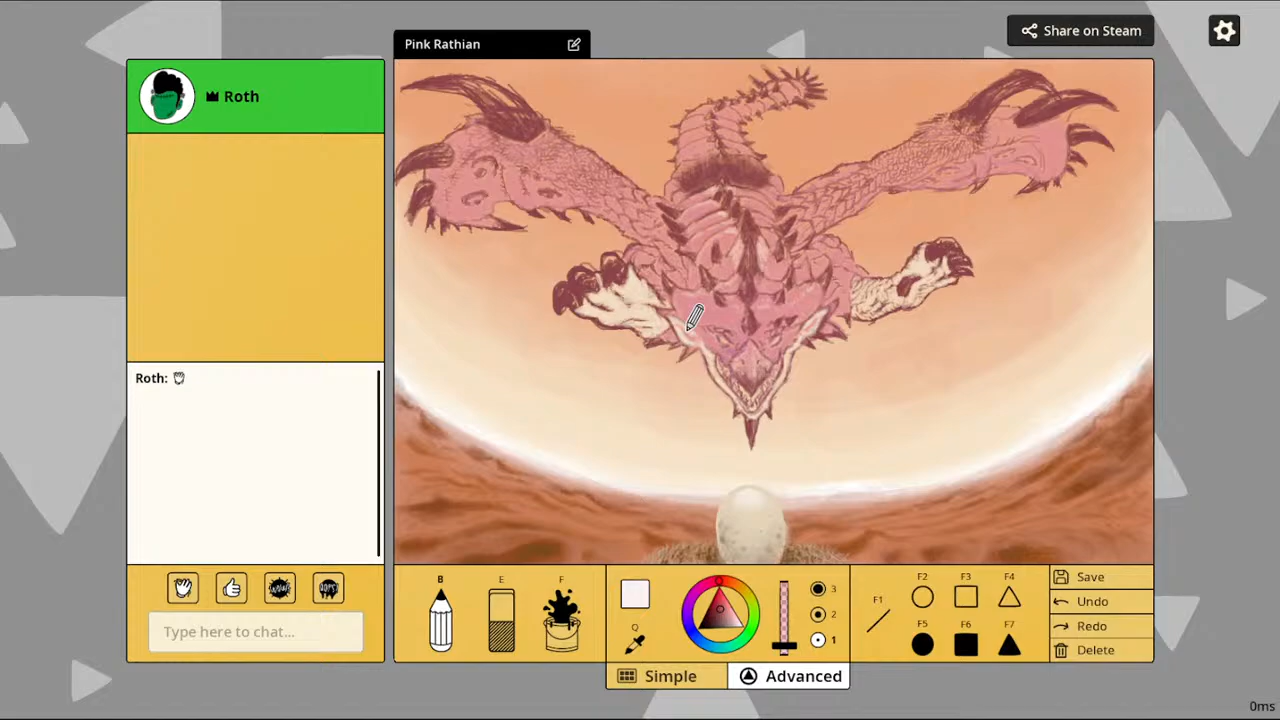 Pink Rathian
Share on Steam
Roth
Roth:
Type here to chat...
B
E
F
Q
3
2
1
F1
F2
F3
F4
F5
F6
F7
Save
Undo
Redo
Delete
Simple
Advanced
0ms